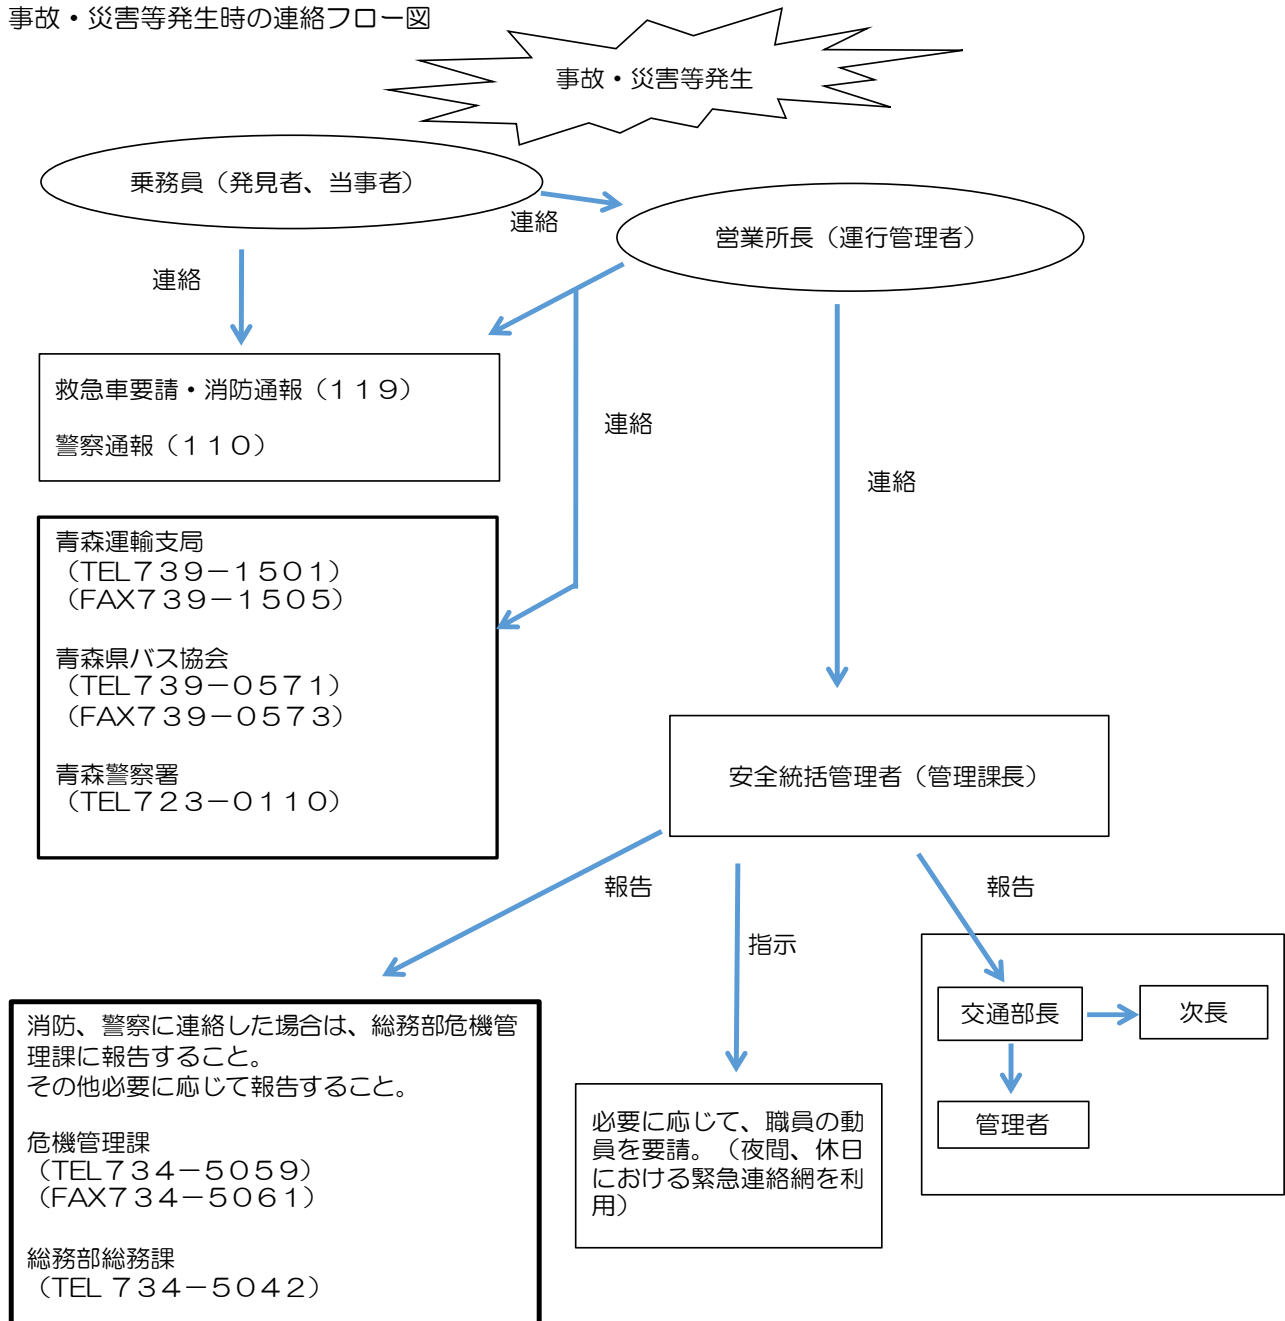 事故・災害等発生時の連絡フロー図
事故・災害等発生
乗務員（発見者、当事者）
連絡
営業所長（運行管理者）
連絡
救急車要請・消防通報（１１９）
警察通報（１１０）
連絡
連絡
青森運輸支局
（TEL７３９－１５０１）
（FAX７３９－１５０５）
青森県バス協会
（TEL７３９－０５７１）
（FAX７３９－０５７３）
青森警察署
（TEL７２３－０１１０）
安全統括管理者（管理課長）
報告
指示
報告
消防、警察に連絡した場合は、総務部危機管
理課に報告すること。
その他必要に応じて報告すること。
危機管理課
（TEL７３４－５０５９）
（FAX７３４－５０６１）
総務部総務課
（TEL ７３４－５０４２）
必要に応じて、職員の動
員を要請。（夜間、休日
における緊急連絡網を利
用）
交通部長
次長
管理者